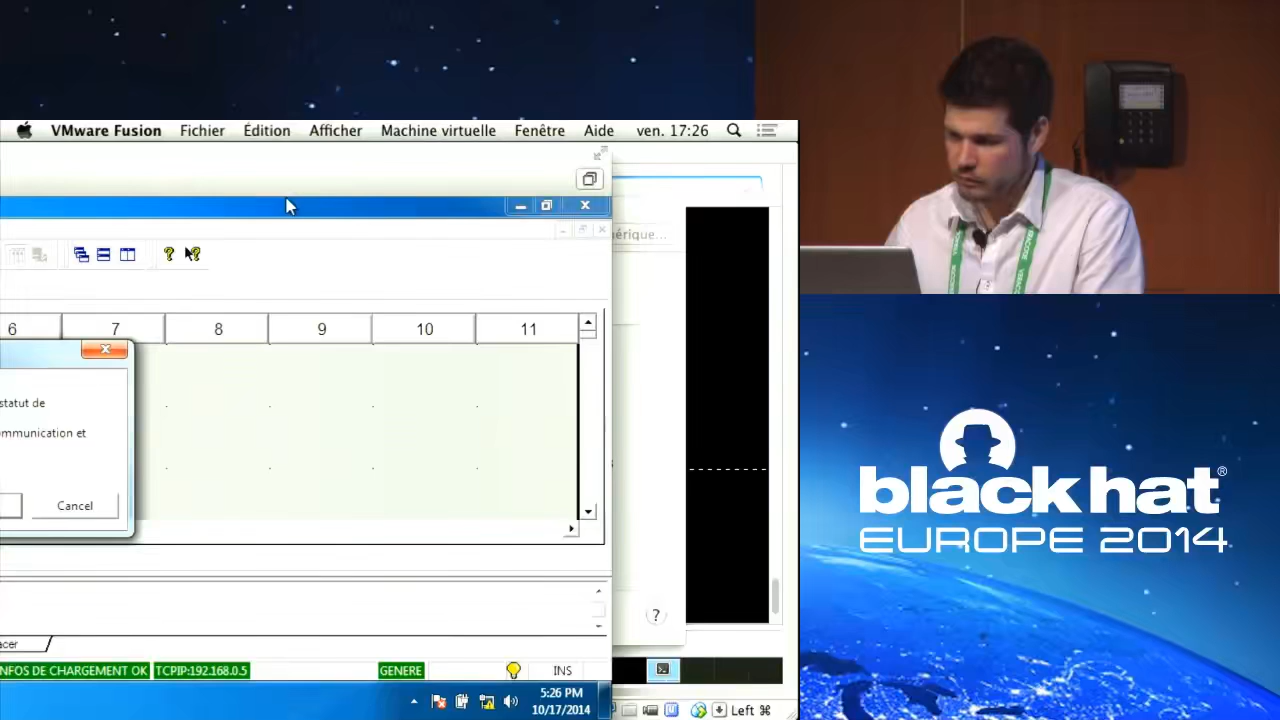 VMware Fusion Fichier Édition Afficher Machine virtuelle Fenêtre Aide ven. 17:26
érique...
6 7 8 9 10 11
statut de
mmunication et
Cancel
?
acer
NFOS DE CHARGEMENT OK TCPIP:192.168.0.5 GENERE INS
5:26 PM
10/17/2014
Left ⌘
black hat®
EUROPE 2014